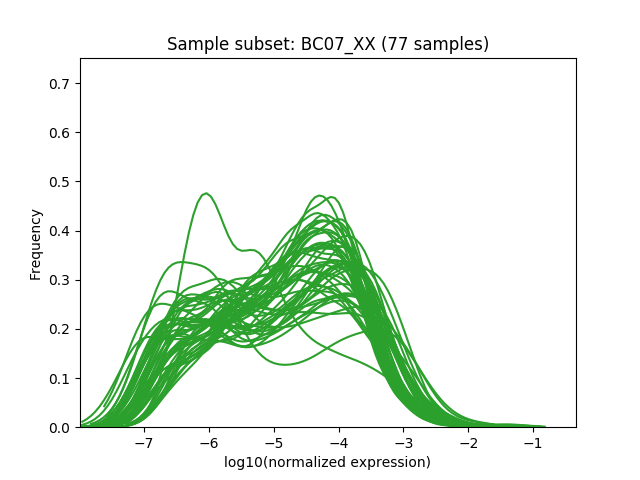 Sample subset: BC07_XX (77 samples)
0.7
0.6
0.5
0.4
0.3
0.2
0.1
0.0
Frequency
−7 −6 −5 −4 −3 −2 −1
log10(normalized expression)